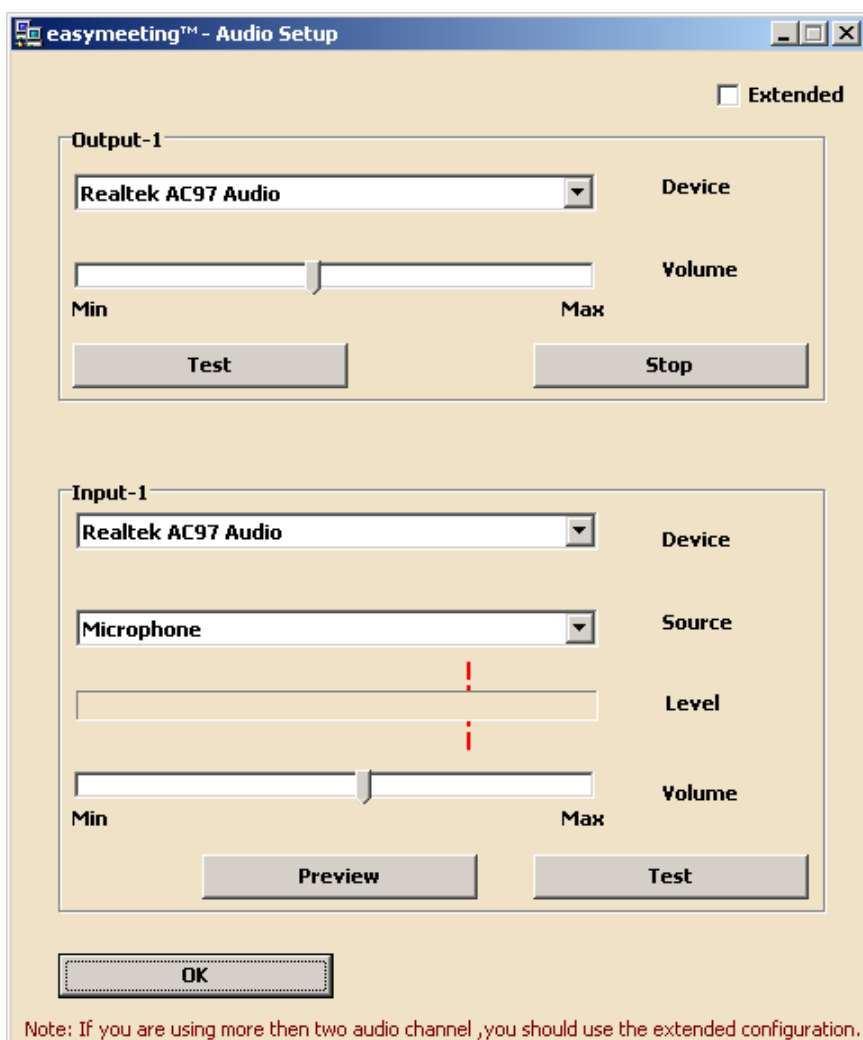 easymeeting™ - Audio Setup
Extended
Output-1
Realtek AC97 Audio
Device
Volume
Min
Max
Test
Stop
Input-1
Realtek AC97 Audio
Device
Microphone
Source
Level
Volume
Min
Max
Preview
Test
OK
Note: If you are using more then two audio channel ,you should use the extended configuration.